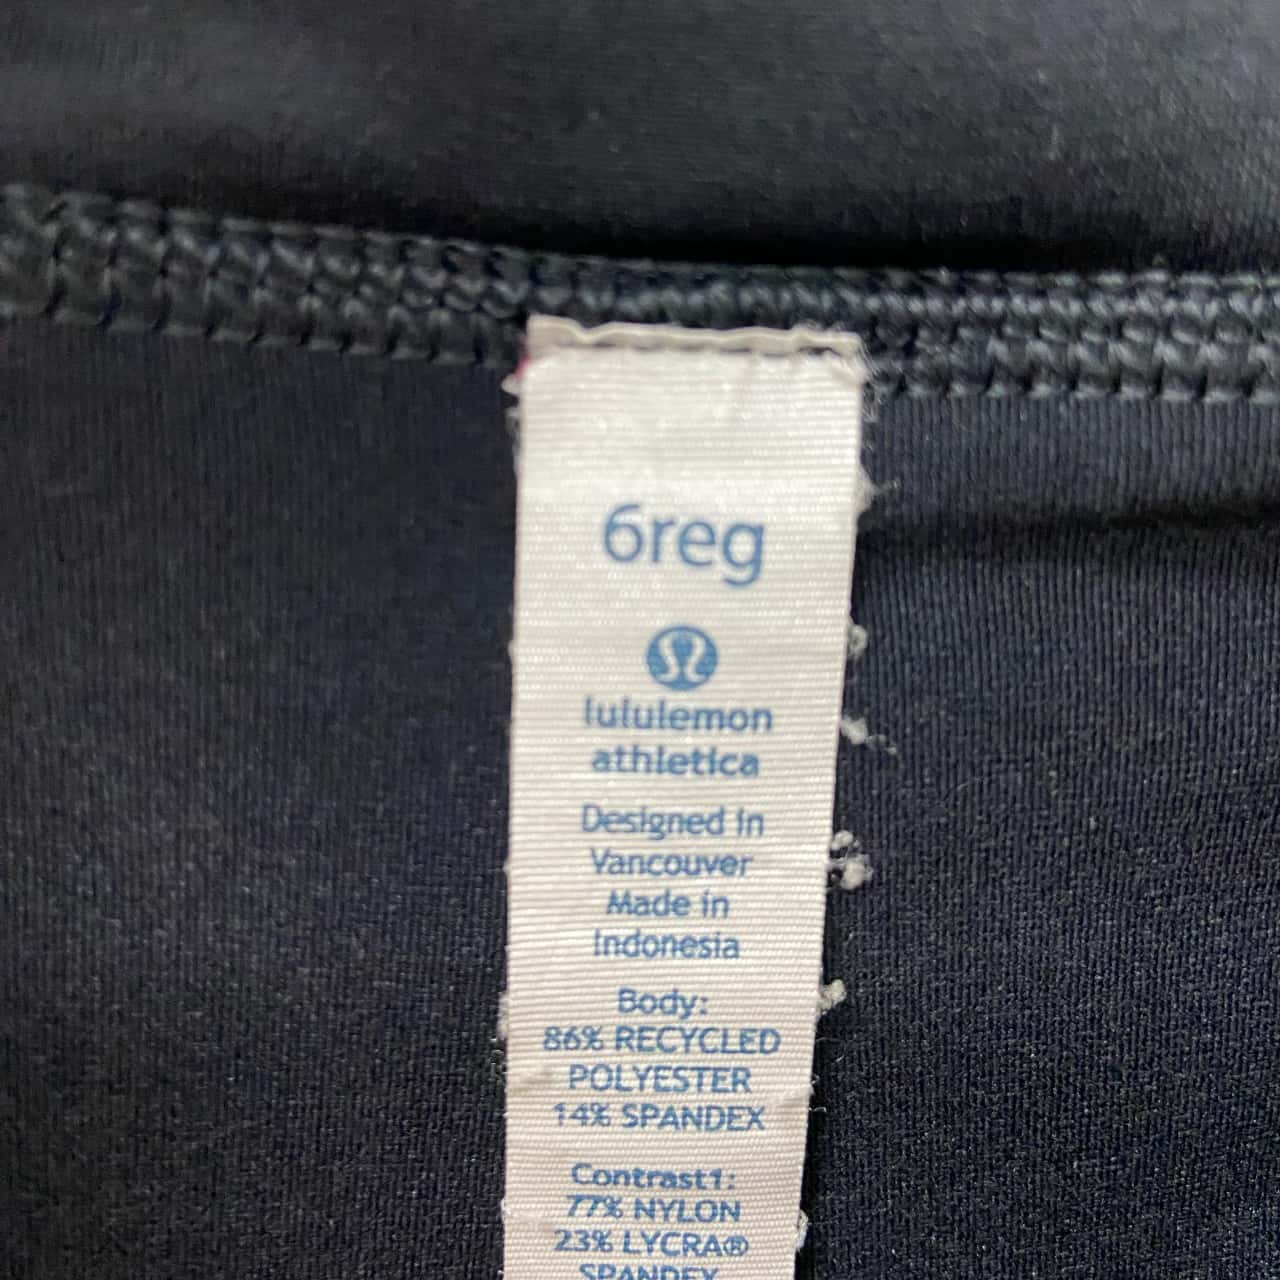 6reg
lululemon
athletica
Designed in
Vancouver
Made in
Indonesia
Body:
86% RECYCLED
POLYESTER
14% SPANDEX
Contrast1:
77% NYLON
23% LYCRA®
SPANDEX